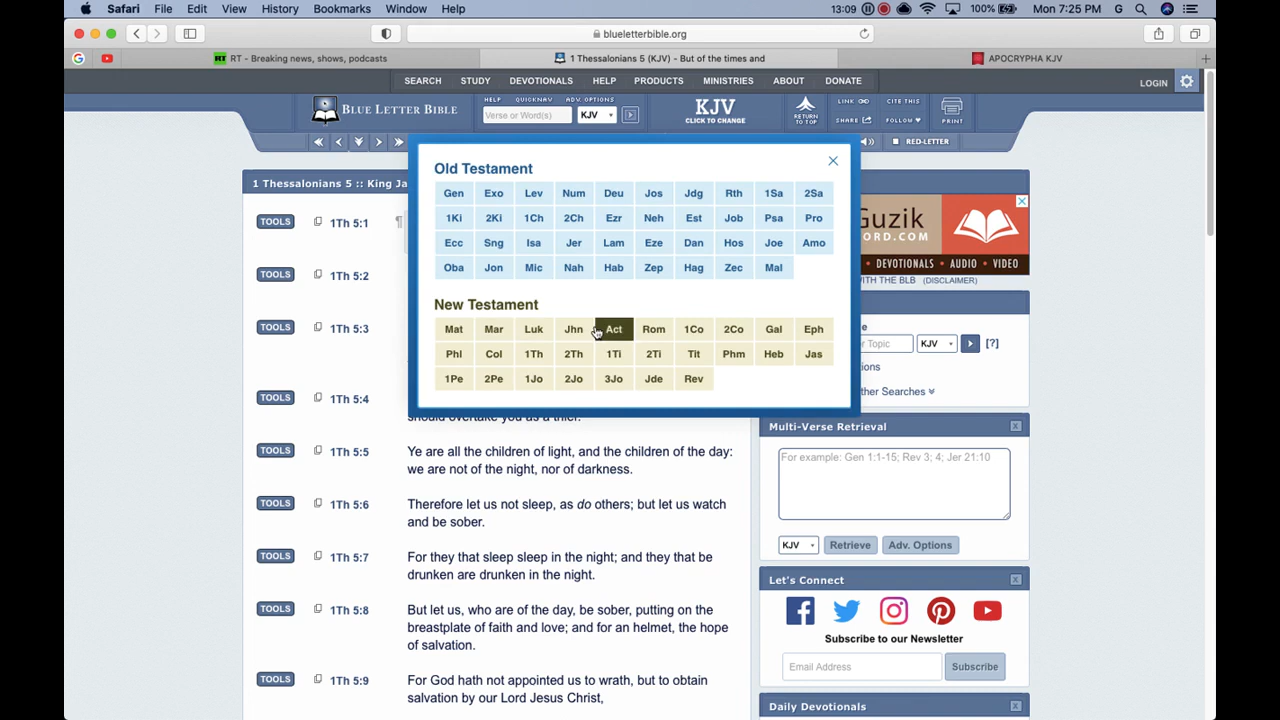 Safari File Edit View History Bookmarks Window Help 13:09 100% Mon 7:25 PM G
blueletterbible.org
RT - Breaking news, shows, podcasts
1 Thessalonians 5 (KJV) - But of the times and
APOCRYPHA KJV
SEARCH STUDY DEVOTIONALS HELP PRODUCTS MINISTRIES ABOUT DONATE LOGIN
BLUE LETTER BIBLE
HELP QUICKNAV ADV. OPTIONS
Verse or Word(s) KJV
KJV
CLICK TO CHANGE
RETURN
TO TOP
LINK CITE THIS
SHARE FOLLOW
PRINT
RED-LETTER
1 Thessalonians 5 :: King Ja
Old Testament
Gen Exo Lev Num Deu Jos Jdg Rth 1Sa 2Sa
1Ki 2Ki 1Ch 2Ch Ezr Neh Est Job Psa Pro
Ecc Sng Isa Jer Lam Eze Dan Hos Joe Amo
Oba Jon Mic Nah Hab Zep Hag Zec Mal
New Testament
Mat Mar Luk Jhn Act Rom 1Co 2Co Gal Eph
Phl Col 1Th 2Th 1Ti 2Ti Tit Phm Heb Jas
1Pe 2Pe 1Jo 2Jo 3Jo Jde Rev
TOOLS 1Th 5:1 ¶
TOOLS 1Th 5:2
TOOLS 1Th 5:3
TOOLS 1Th 5:4
should overtake you as a thief.
TOOLS 1Th 5:5 Ye are all the children of light, and the children of the day:
we are not of the night, nor of darkness.
TOOLS 1Th 5:6 Therefore let us not sleep, as do others; but let us watch
and be sober.
TOOLS 1Th 5:7 For they that sleep sleep in the night; and they that be
drunken are drunken in the night.
TOOLS 1Th 5:8 But let us, who are of the day, be sober, putting on the
breastplate of faith and love; and for an helmet, the hope
of salvation.
TOOLS 1Th 5:9 For God hath not appointed us to wrath, but to obtain
salvation by our Lord Jesus Christ,
Guzik
ORD.COM
DEVOTIONALS • AUDIO • VIDEO
WITH THE BLB (DISCLAIMER)
or Topic KJV [?]
ther Searches
Multi-Verse Retrieval
For example: Gen 1:1-15; Rev 3; 4; Jer 21:10
KJV Retrieve Adv. Options
Let's Connect
Subscribe to our Newsletter
Email Address Subscribe
Daily Devotionals